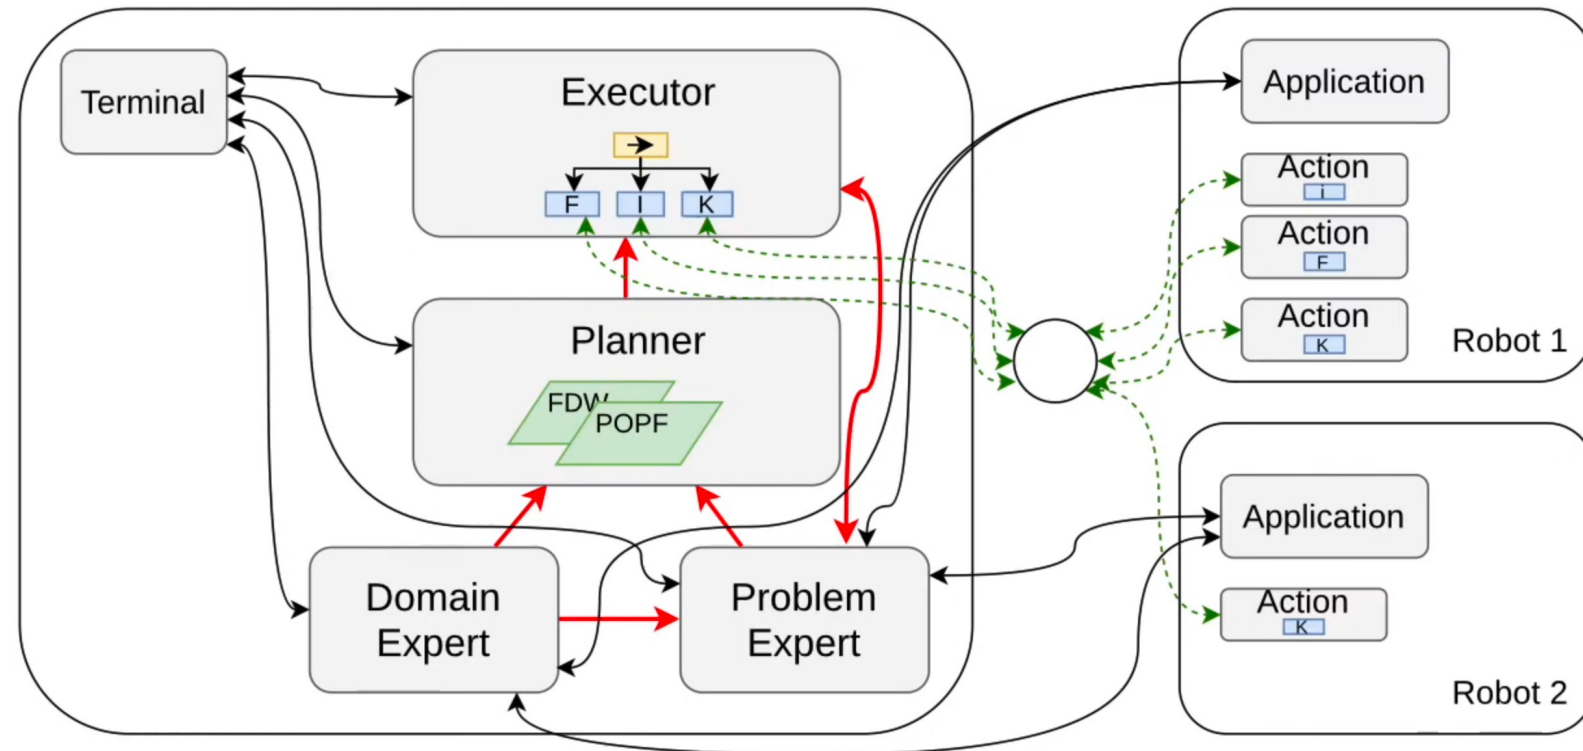 Terminal
Executor
F I K
Planner
FDW
POPF
Domain
Expert
Problem
Expert
Application
Action
i
Action
F
Action
K
Robot 1
Application
Action
K
Robot 2